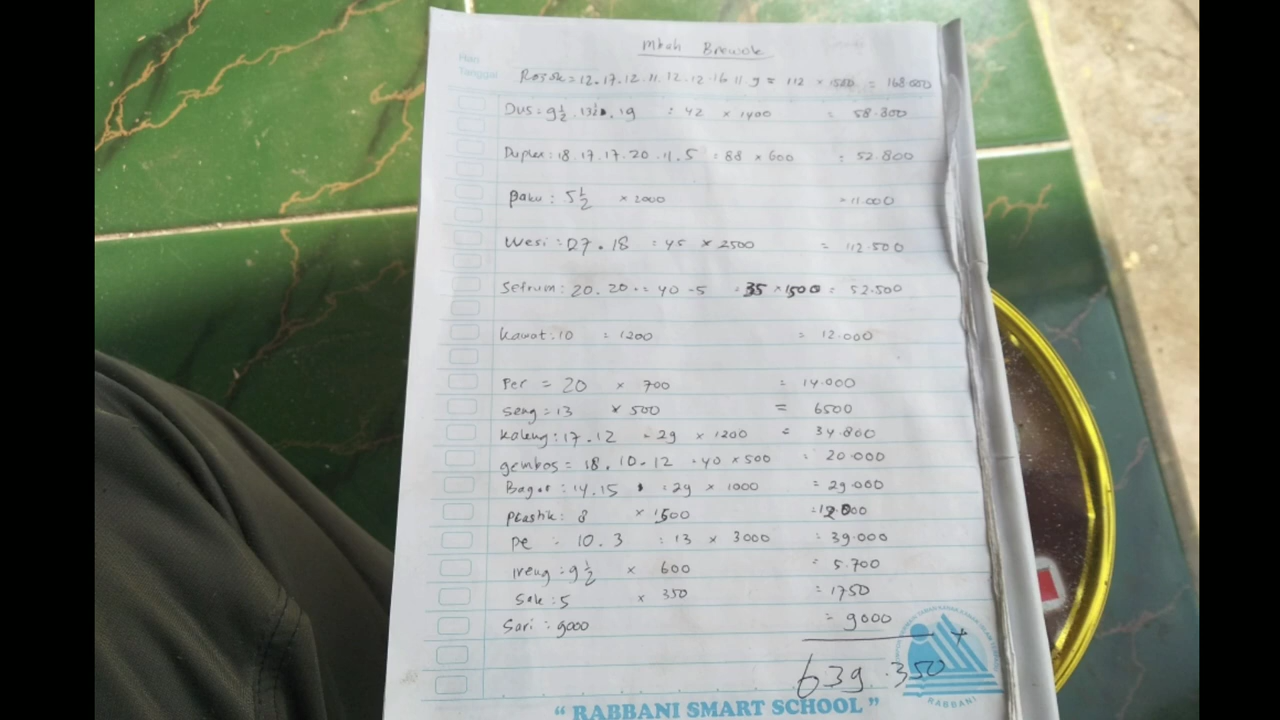 Mbah Brewok
Hari
Tanggal
Rosok = 12.17.12.11.12.12.16 11 9 = 112 × 1500 = 168.000
Dus = 9½ . 13½ . 19 : 42 × 1400 = 58.800
Duplex : 18.17.17.20.11.5 = 88 × 600 = 52.800
Paku : 5½ × 2000 = 11.000
Wesi : 27.18 : 45 × 2500 = 112.500
Setrum : 20.20. = 40 -5 = 35 × 1500 = 52.500
Kawat : 10 = 1200 = 12.000
Per = 20 × 700 = 14.000
Seng = 13 × 500 = 6500
Kaleng : 17.12 = 29 × 1200 = 34.800
gembos = 18.10.12 = 40 × 500 = 20.000
Bagor : 14.15 : 29 × 1000 = 29.000
Plastik : 8 × 1500 = 12.000
Pe : 10.3 : 13 × 3000 = 39.000
Ireng : 9½ × 600 = 5.700
Sak : 5 × 350 = 1750
Sari : 9000 = 9000
+
639.350
RABBANI
“ RABBANI SMART SCHOOL ”